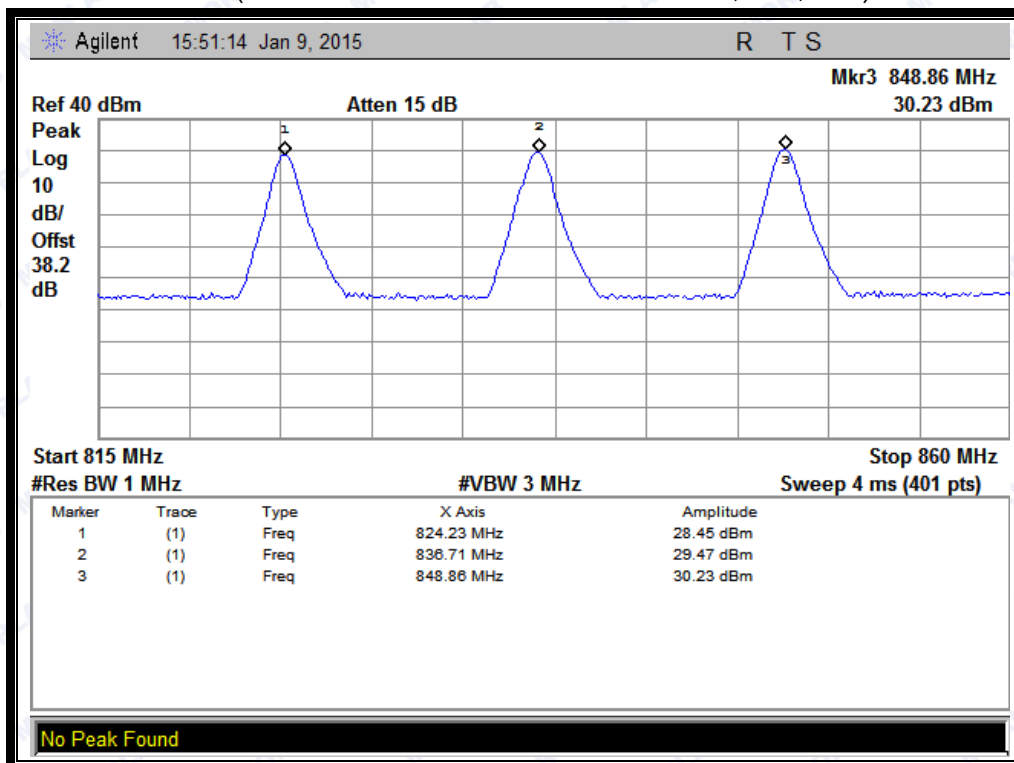 Agilent 15:51:14 Jan 9, 2015 R T S
Mkr3 848.86 MHz
Ref 40 dBm Atten 15 dB 30.23 dBm
Peak
Log
10
dB/
Offst
38.2
dB
1
2
3
Start 815 MHz Stop 860 MHz
#Res BW 1 MHz #VBW 3 MHz Sweep 4 ms (401 pts)
Marker Trace Type X Axis Amplitude
1 (1) Freq 824.23 MHz 28.45 dBm
2 (1) Freq 836.71 MHz 29.47 dBm
3 (1) Freq 848.86 MHz 30.23 dBm
No Peak Found